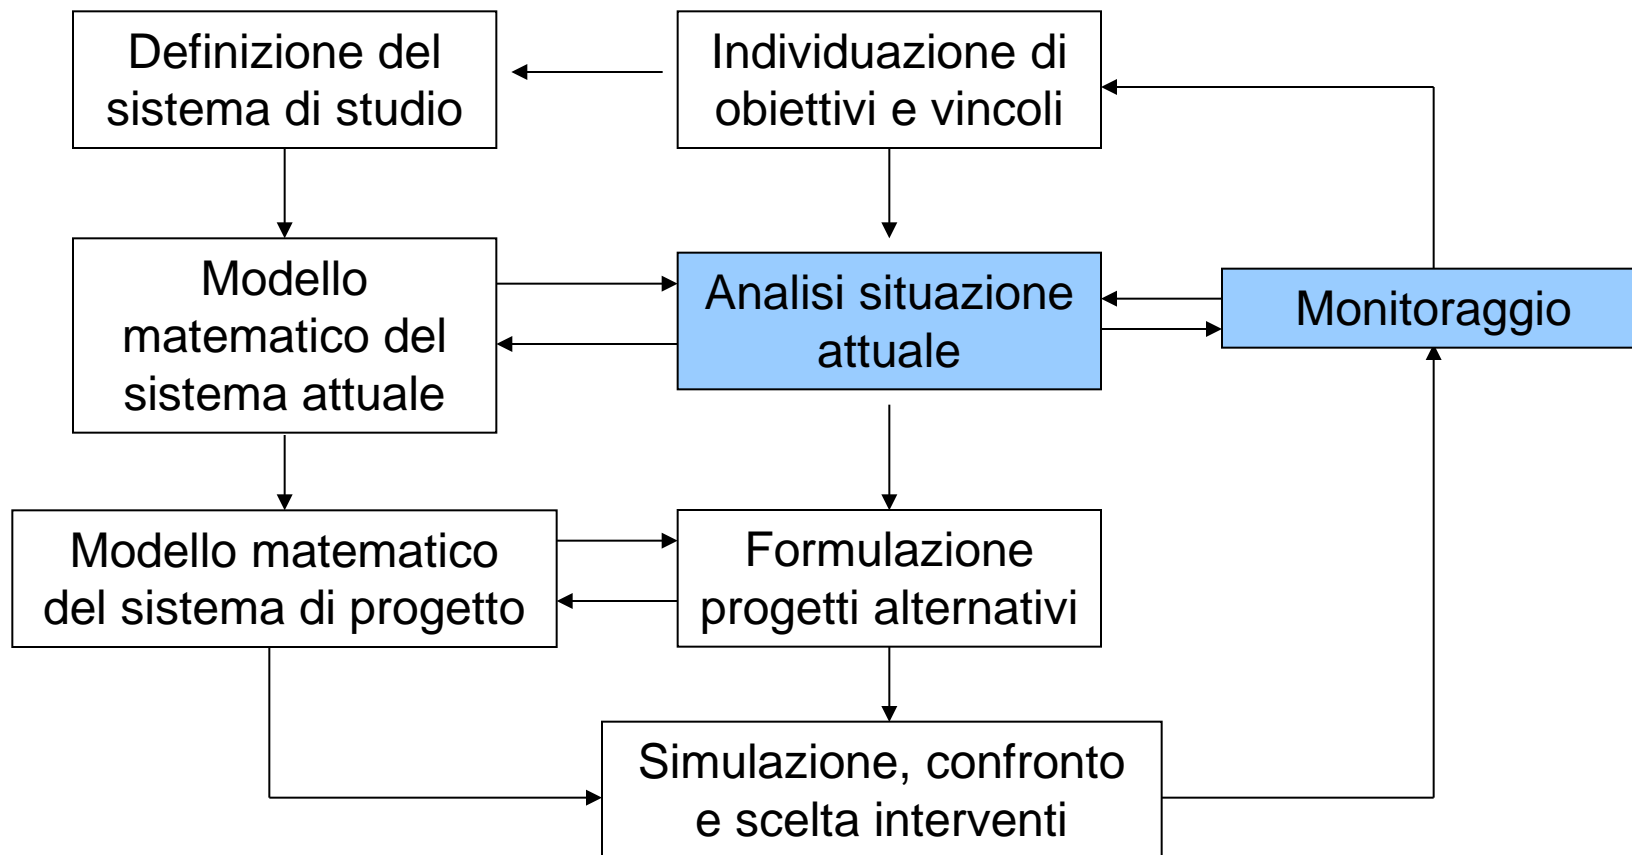 Definizione del
sistema di studio
Individuazione di
obiettivi e vincoli
Modello
matematico del
sistema attuale
Analisi situazione
attuale
Monitoraggio
Modello matematico
del sistema di progetto
Formulazione
progetti alternativi
Simulazione, confronto
e scelta interventi